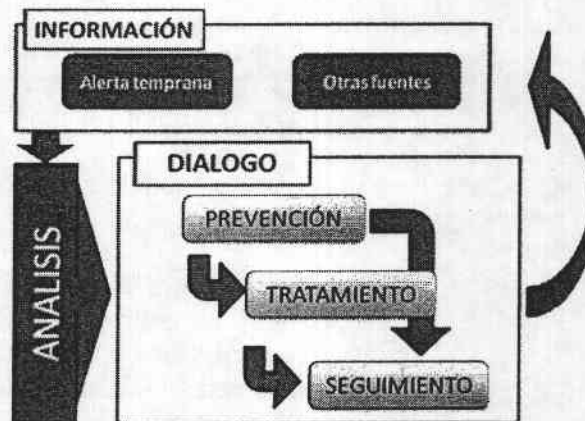 INFORMACIÓN
Alerta temprana
Otras fuentes
ANALISIS
DIALOGO
PREVENCIÓN
TRATAMIENTO
SEGUIMIENTO